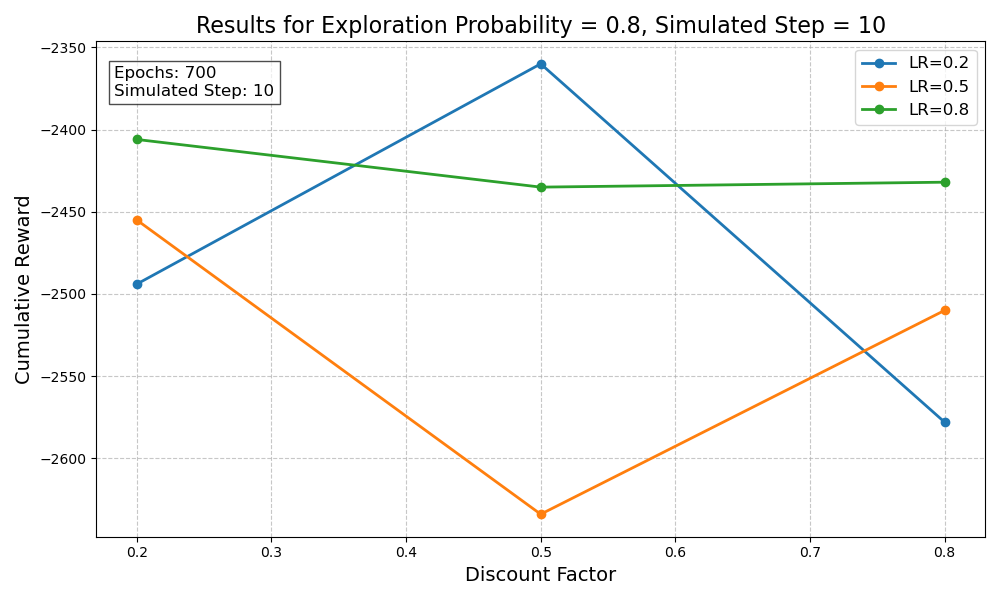 Results for Exploration Probability = 0.8, Simulated Step = 10
Epochs: 700
Simulated Step: 10
LR=0.2
LR=0.5
LR=0.8
Cumulative Reward
−2350
−2400
−2450
−2500
−2550
−2600
0.2
0.3
0.4
0.5
0.6
0.7
0.8
Discount Factor